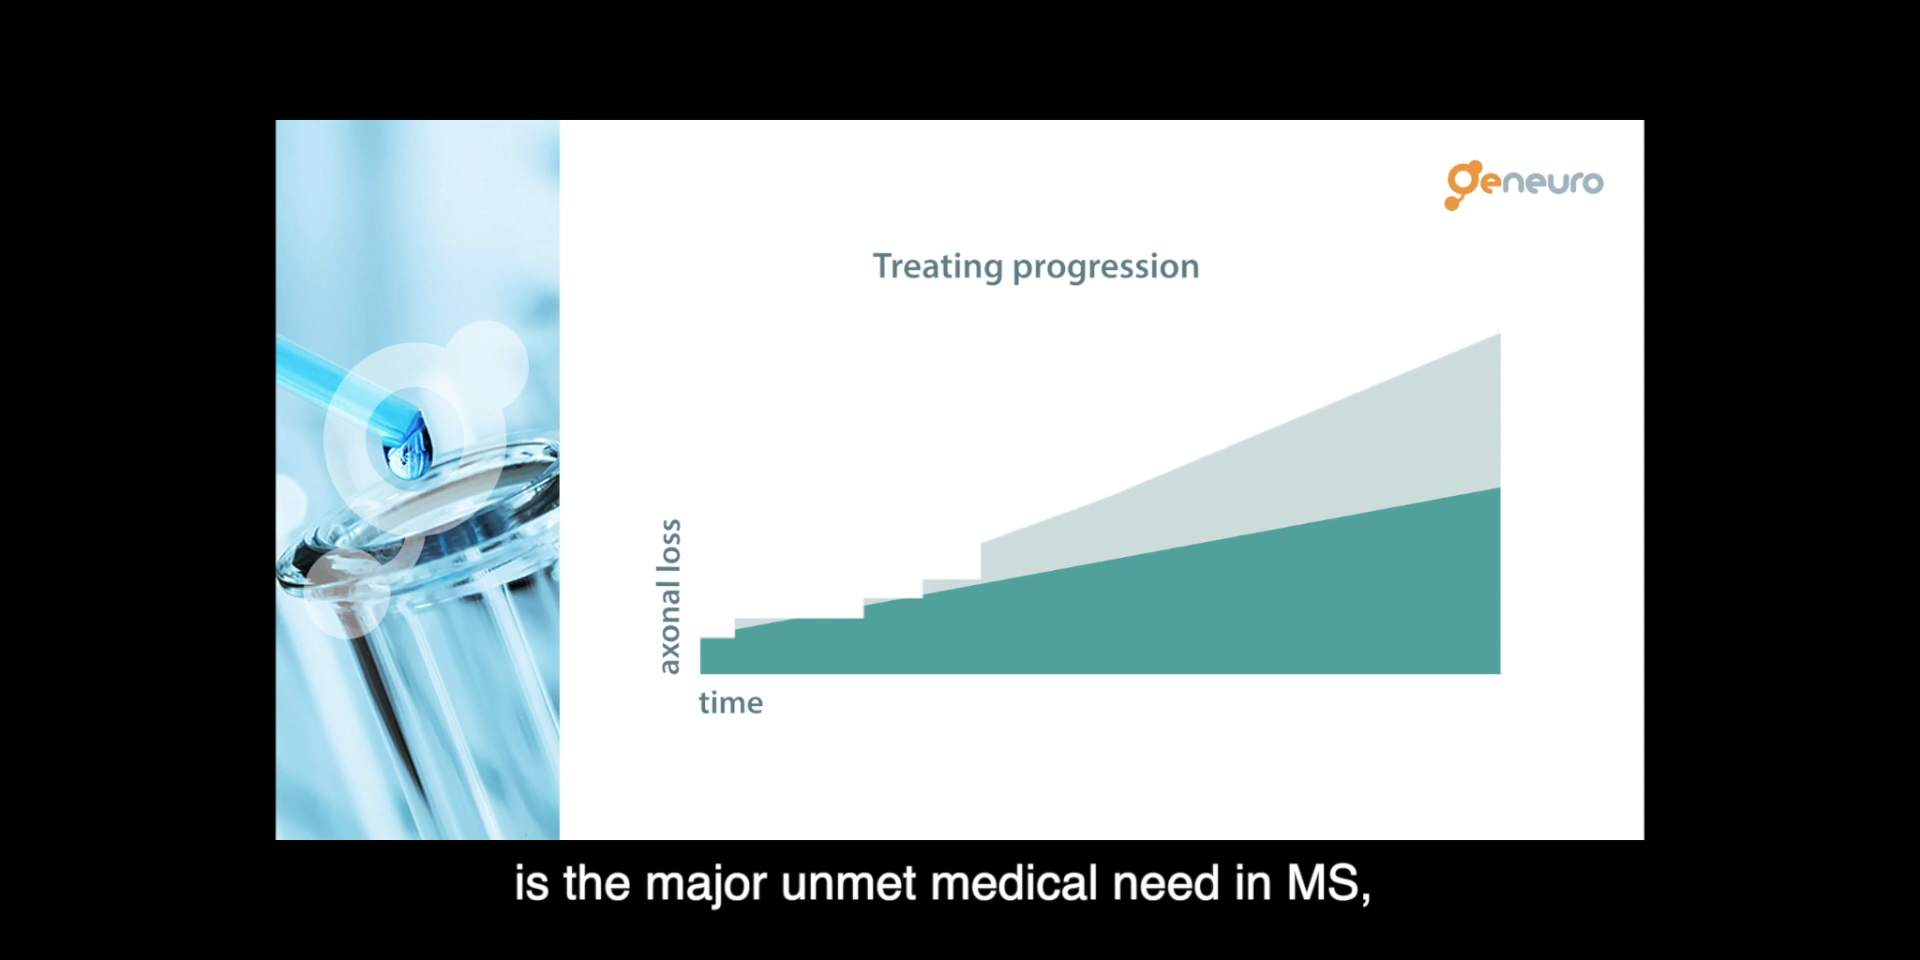 geneuro
Treating progression
axonal loss
time
is the major unmet medical need in MS,